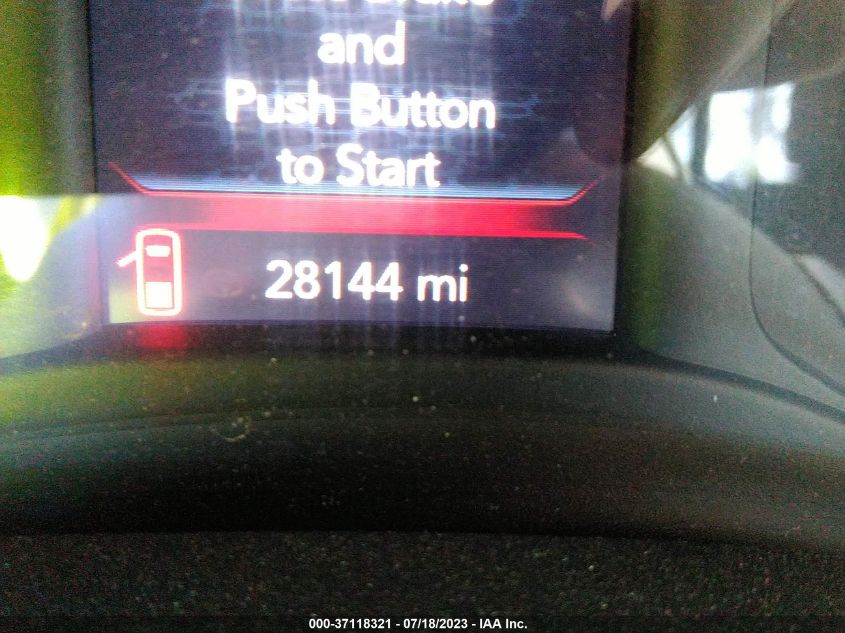 and
Push Button
to Start
28144 mi
000-37118321 - 07/18/2023 - IAA Inc.